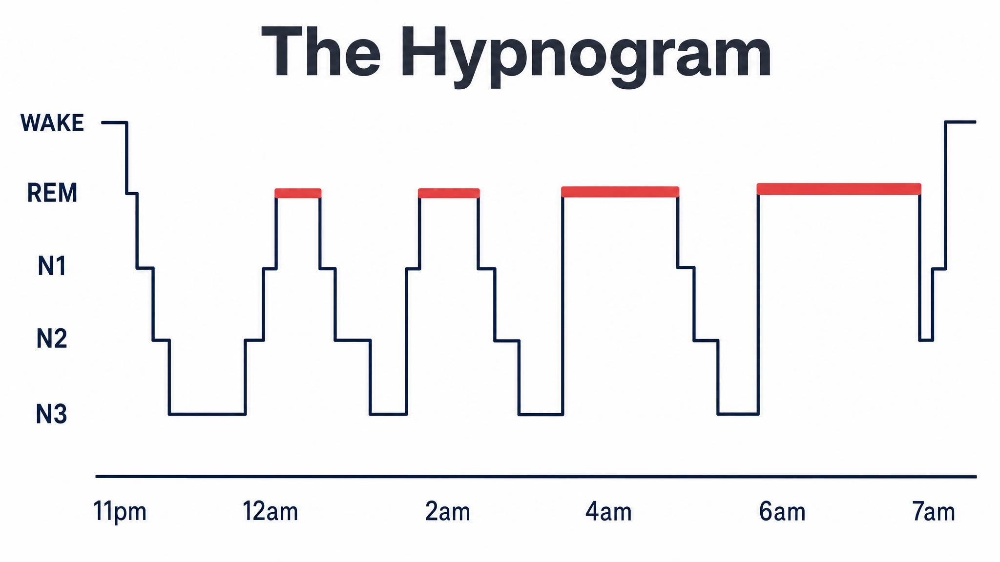 The Hypnogram
WAKE
REM
N1
N2
N3
11pm 12am 2am 4am 6am 7am